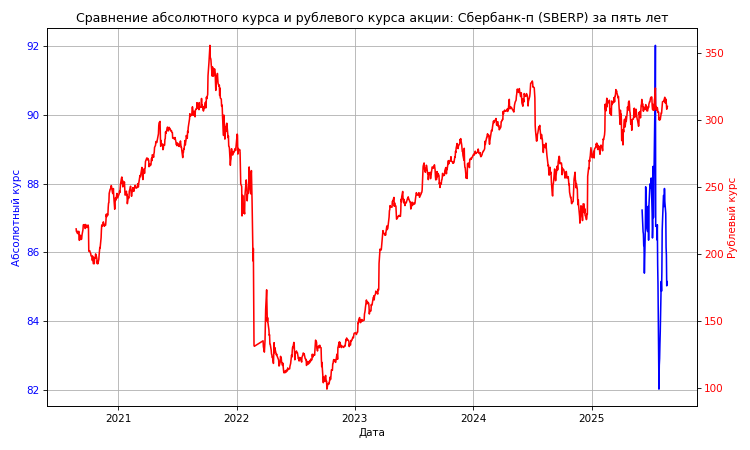 Сравнение абсолютного курса и рублевого курса акции: Сбербанк-п (SBERP) за пять лет
92
90
88
86
84
82
Абсолютный курс
350
300
250
200
150
100
Рублевый курс
2021 2022 2023 2024 2025
Дата